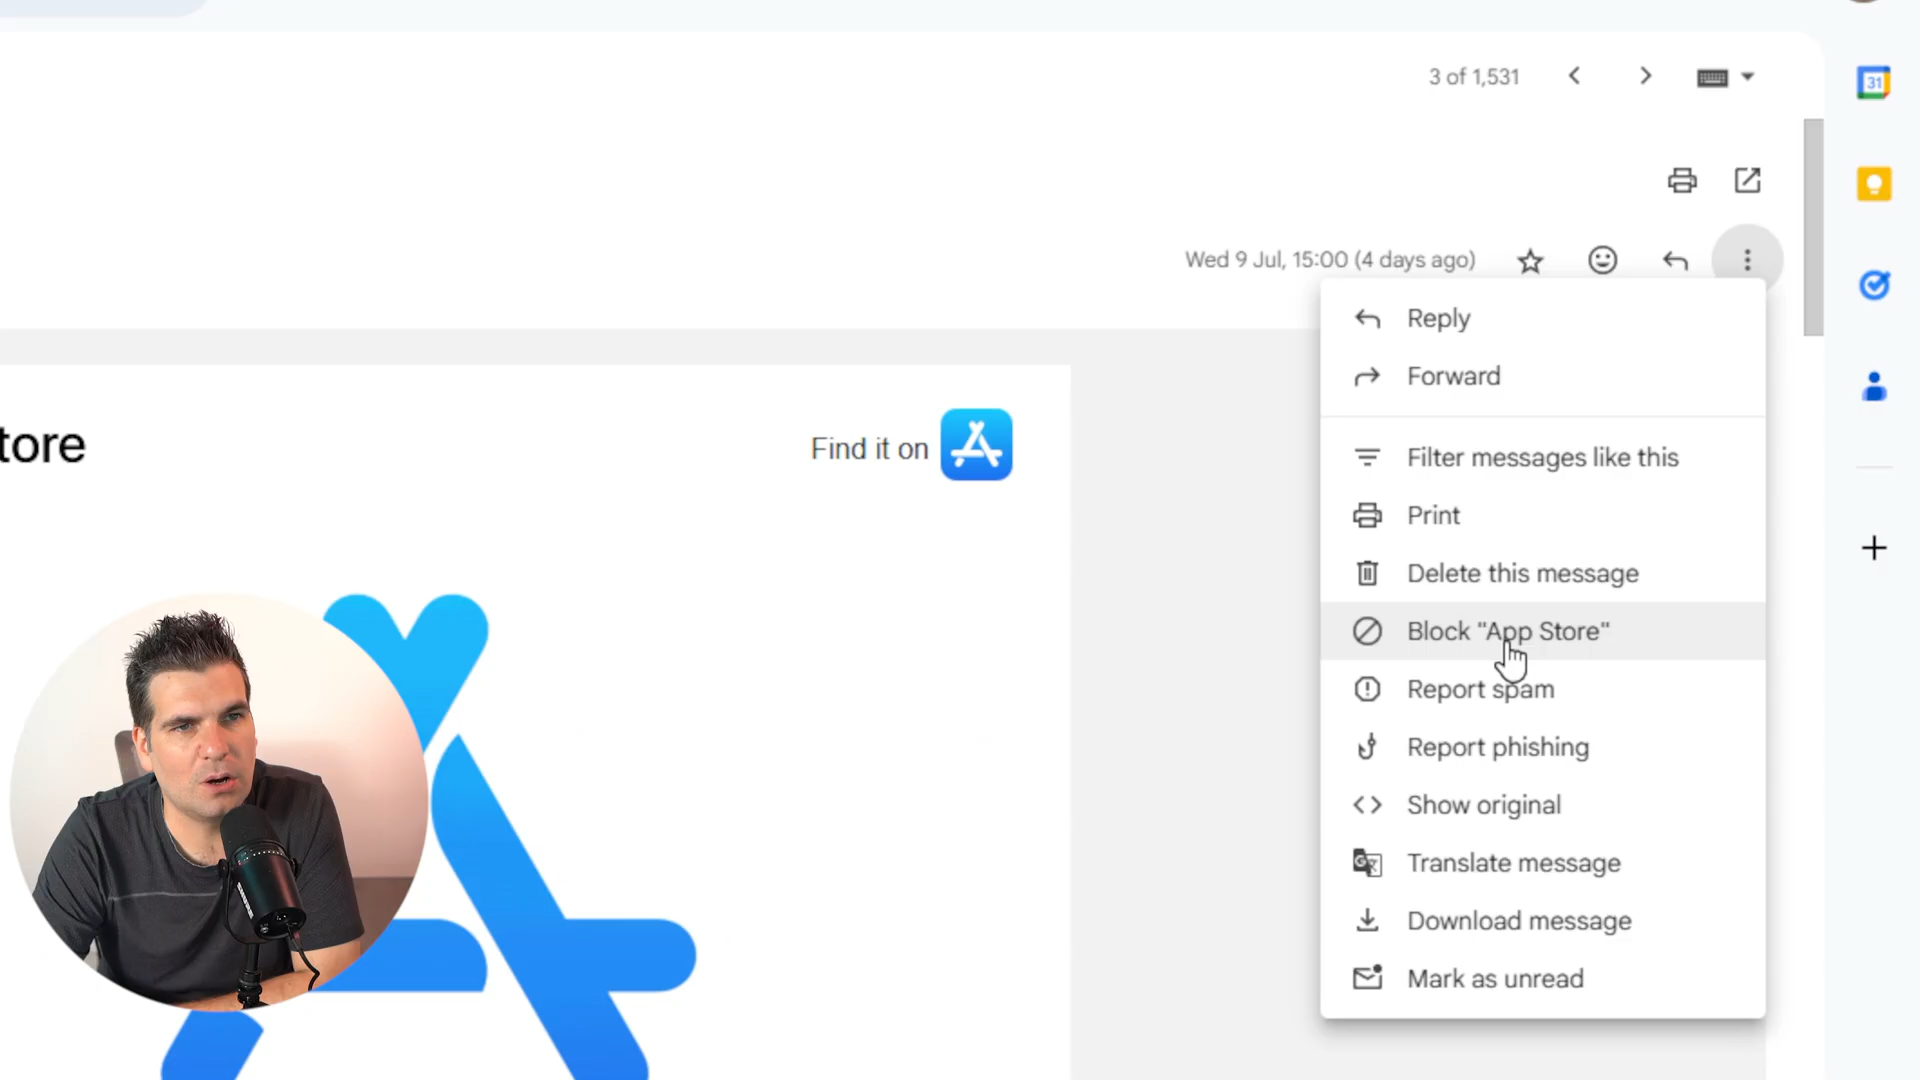 3 of 1,531
31
Wed 9 Jul, 15:00 (4 days ago)
Reply
Forward
tore
Find it on
Filter messages like this
Print
Delete this message
Block "App Store"
Report spam
Report phishing
Show original
Translate message
Download message
Mark as unread